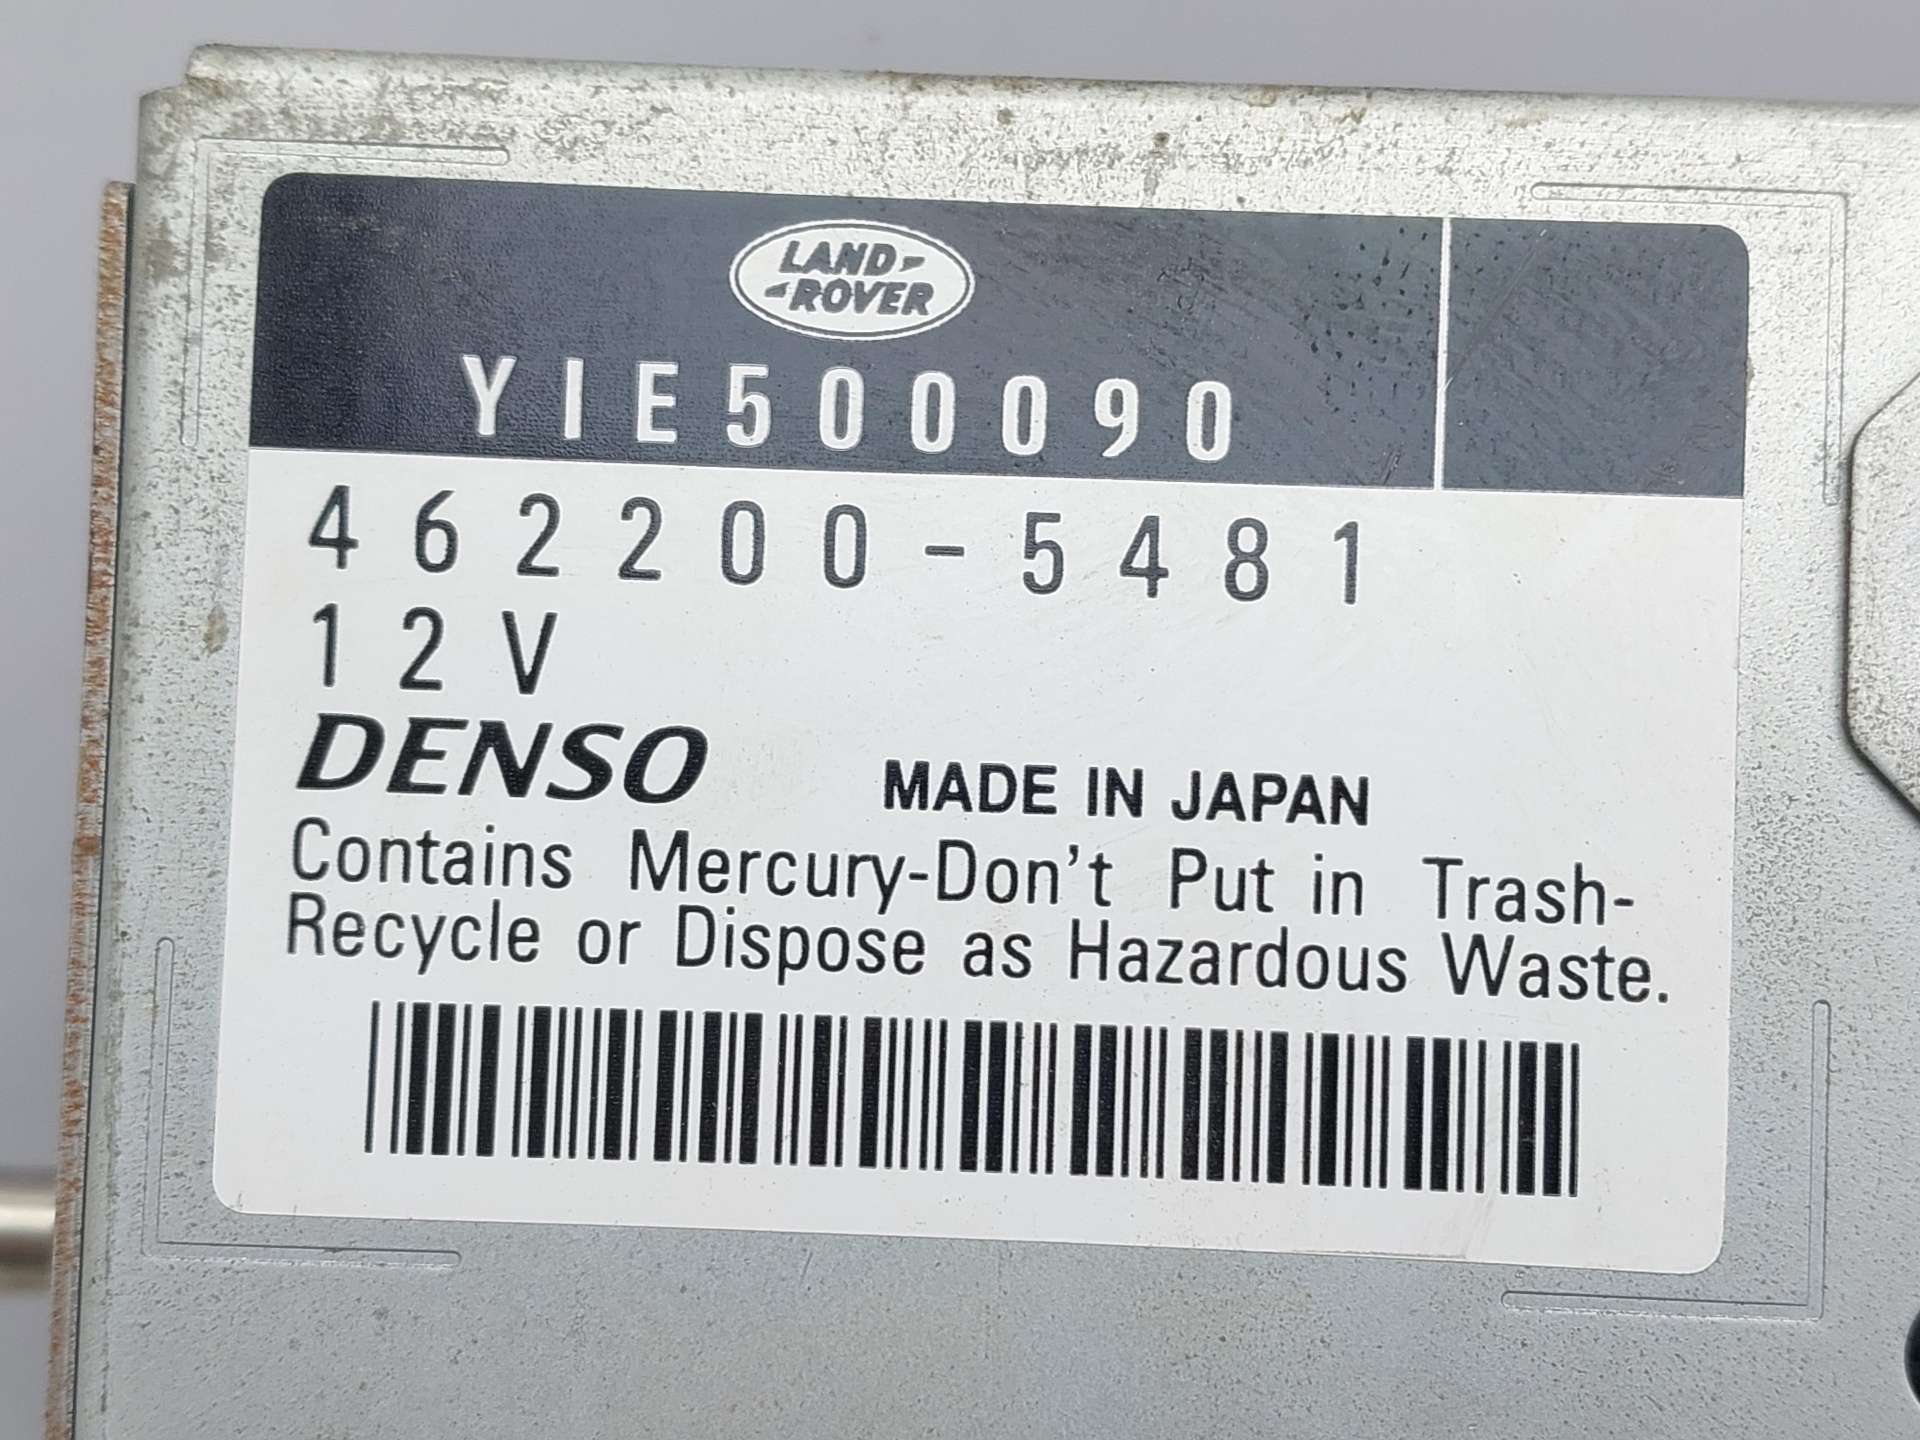 LAND-
-ROVER
YIE500090
462200-5481
12V
DENSO
MADE IN JAPAN
Contains Mercury-Don't Put in Trash-
Recycle or Dispose as Hazardous Waste.